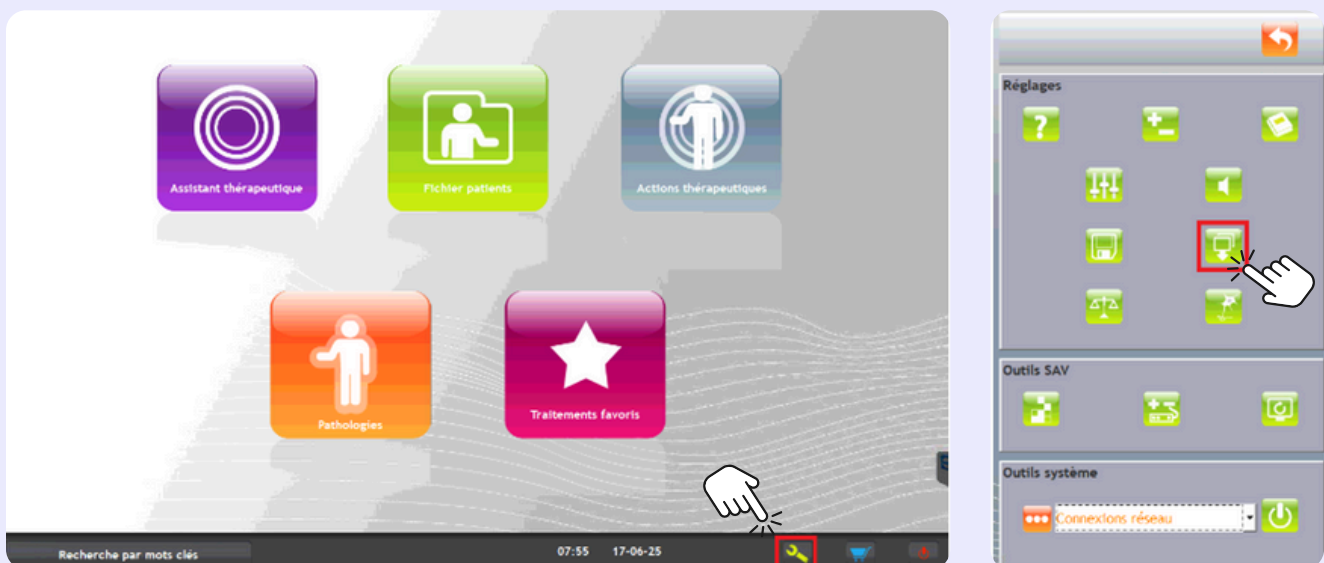 Assistant thérapeutique
Fichier patients
Actions thérapeutiques
Pathologies
Traitements favoris
Recherche par mots clés
07:55 17-06-25
Réglages
Outils SAV
Outils système
Connexions réseau